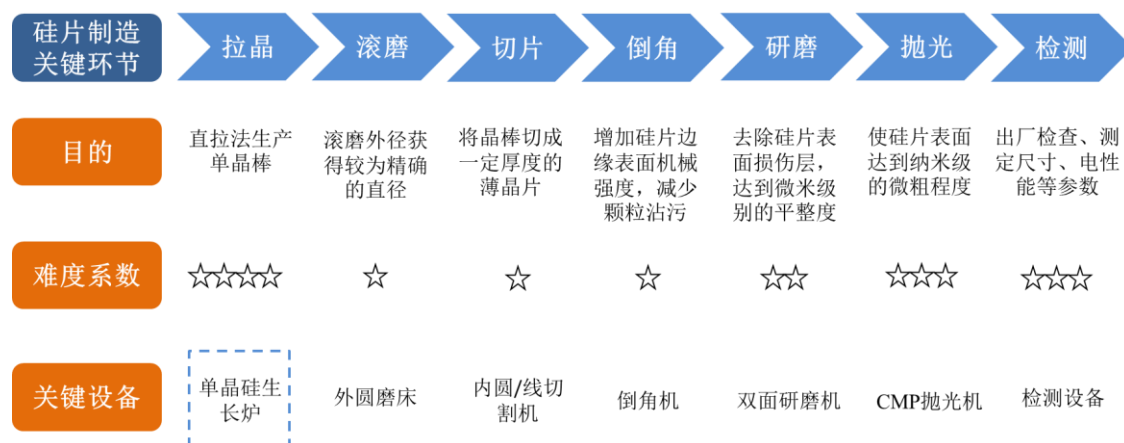 硅片制造
关键环节
拉晶
滚磨
切片
倒角
研磨
抛光
检测
目的
直拉法生产
单晶棒
滚磨外径获
得较为精确
的直径
将晶棒切成
一定厚度的
薄晶片
增加硅片边
缘表面机械
强度，减少
颗粒沾污
去除硅片表
面损伤层，
达到微米级
别的平整度
使硅片表面
达到纳米级
的微粗程度
出厂检查、测
定尺寸、电性
能等参数
难度系数
☆☆☆☆
☆
☆
☆
☆☆
☆☆☆
☆☆☆
关键设备
单晶硅生
长炉
外圆磨床
内圆/线切
割机
倒角机
双面研磨机
CMP抛光机
检测设备